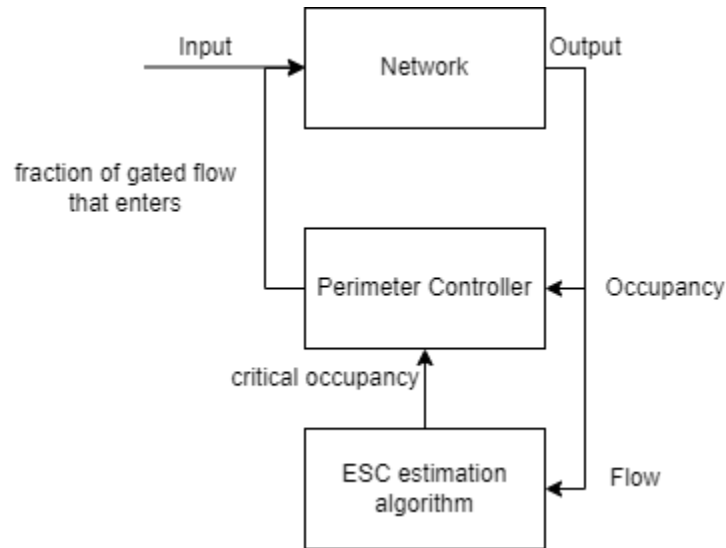 Input
Network
Output
fraction of gated flow
that enters
Perimeter Controller
Occupancy
critical occupancy
ESC estimation
algorithm
Flow